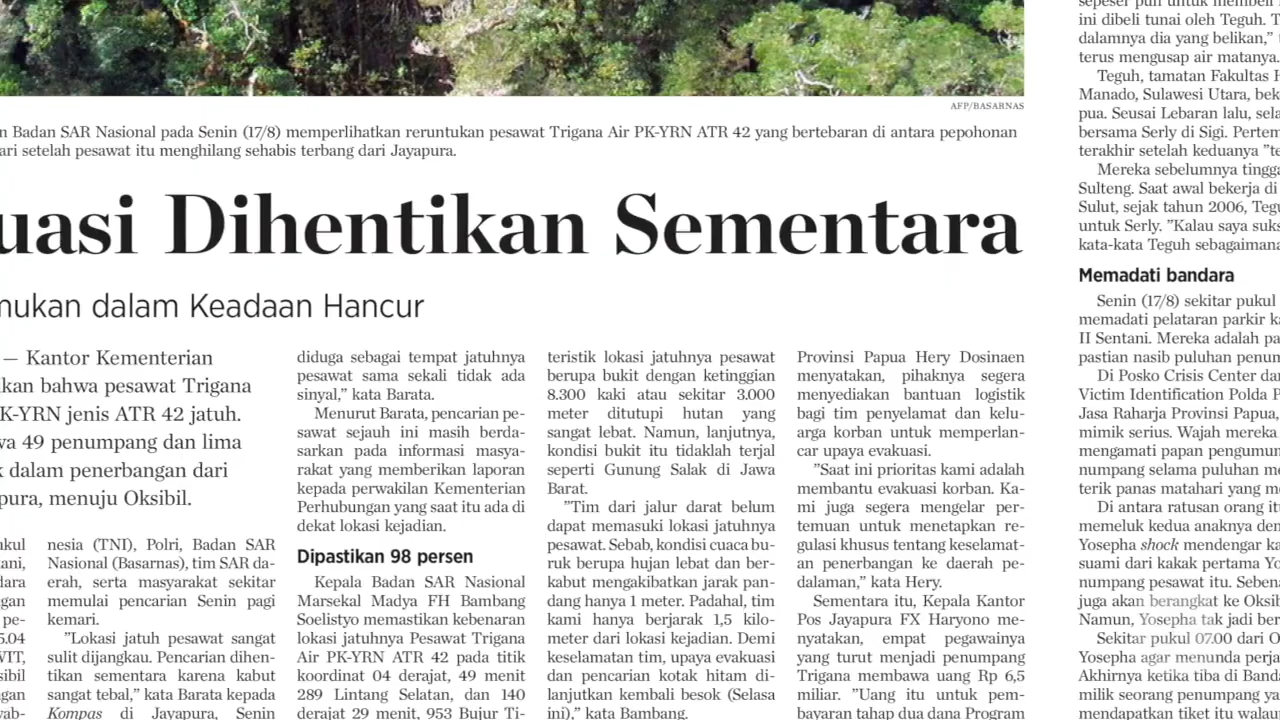 AFP/BASARNAS
n Badan SAR Nasional pada Senin (17/8) memperlihatkan reruntukan pesawat Trigana Air PK-YRN ATR 42 yang bertebaran di antara pepohonan
ari setelah pesawat itu menghilang sehabis terbang dari Jayapura.
uasi Dihentikan Sementara
mukan dalam Keadaan Hancur
— Kantor Kementerian
kan bahwa pesawat Trigana
K-YRN jenis ATR 42 jatuh.
va 49 penumpang dan lima
k dalam penerbangan dari
pura, menuju Oksibil.
nkul
ani,
dara
gan
pe-
5.04
VIT,
sibil
ngan
vab-
nesia (TNI), Polri, Badan SAR
Nasional (Basarnas), tim SAR da-
erah, serta masyarakat sekitar
memulai pencarian Senin pagi
kemari.
"Lokasi jatuh pesawat sangat
sulit dijangkau. Pencarian dihen-
tikan sementara karena kabut
sangat tebal," kata Barata kepada
Kompas di Jayapura, Senin
diduga sebagai tempat jatuhnya
pesawat sama sekali tidak ada
sinyal," kata Barata.
Menurut Barata, pencarian pe-
sawat sejauh ini masih berda-
sarkan pada informasi masya-
rakat yang memberikan laporan
kepada perwakilan Kementerian
Perhubungan yang saat itu ada di
dekat lokasi kejadian.
Dipastikan 98 persen
Kepala Badan SAR Nasional
Marsekal Madya FH Bambang
Soelistyo memastikan kebenaran
lokasi jatuhnya Pesawat Trigana
Air PK-YRN ATR 42 pada titik
koordinat 04 derajat, 49 menit
289 Lintang Selatan, dan 140
derajat 29 menit, 953 Bujur Ti-
teristik lokasi jatuhnya pesawat
berupa bukit dengan ketinggian
8.300 kaki atau sekitar 3.000
meter ditutupi hutan yang
sangat lebat. Namun, lanjutnya,
kondisi bukit itu tidaklah terjal
seperti Gunung Salak di Jawa
Barat.
"Tim dari jalur darat belum
dapat memasuki lokasi jatuhnya
pesawat. Sebab, kondisi cuaca bu-
ruk berupa hujan lebat dan ber-
kabut mengakibatkan jarak pan-
dang hanya 1 meter. Padahal, tim
kami hanya berjarak 1,5 kilo-
meter dari lokasi kejadian. Demi
keselamatan tim, upaya evakuasi
dan pencarian kotak hitam di-
lanjutkan kembali besok (Selasa
ini)," kata Bambang.
Provinsi Papua Hery Dosinaen
menyatakan, pihaknya segera
menyediakan bantuan logistik
bagi tim penyelamat dan kelu-
arga korban untuk memperlan-
car upaya evakuasi.
"Saat ini prioritas kami adalah
membantu evakuasi korban. Ka-
mi juga segera mengelar per-
temuan untuk menetapkan re-
gulasi khusus tentang keselamat-
an penerbangan ke daerah pe-
dalaman," kata Hery.
Sementara itu, Kepala Kantor
Pos Jayapura FX Haryono me-
nyatakan, empat pegawainya
yang turut menjadi penumpang
Trigana membawa uang Rp 6,5
miliar. "Uang itu untuk pem-
bayaran tahap dua dana Program
sepeser pun untuk membeli
ini dibeli tunai oleh Teguh. T
dalamnya dia yang belikan," t
terus mengusap air matanya.
Teguh, tamatan Fakultas H
Manado, Sulawesi Utara, bek
pua. Seusai Lebaran lalu, sela
bersama Serly di Sigi. Pertem
terakhir setelah keduanya "te
Mereka sebelumnya tingga
Sulteng. Saat awal bekerja di
Sulut, sejak tahun 2006, Tegu
untuk Serly. "Kalau saya suks
kata-kata Teguh sebagaimana
Memadati bandara
Senin (17/8) sekitar pukul
memadati pelataran parkir ka
II Sentani. Mereka adalah pa
pastian nasib puluhan penum
Di Posko Crisis Center dan
Victim Identification Polda P
Jasa Raharja Provinsi Papua,
mimik serius. Wajah mereka
mengamati papan pengumum
numpang selama puluhan me
terik panas matahari yang me
Di antara ratusan orang itu
memeluk kedua anaknya den
Yosepha shock mendengar ka
suami dari kakak pertama Yo
numpang pesawat itu. Sebena
juga akan berangkat ke Oksib
Namun, Yosepha tak jadi ber
Sekitar pukul 07.00 dari O
Yosepha agar menunda perja
Akhirnya ketika tiba di Banda
milik seorang penumpang ya
mendapatkan tiket itu walau